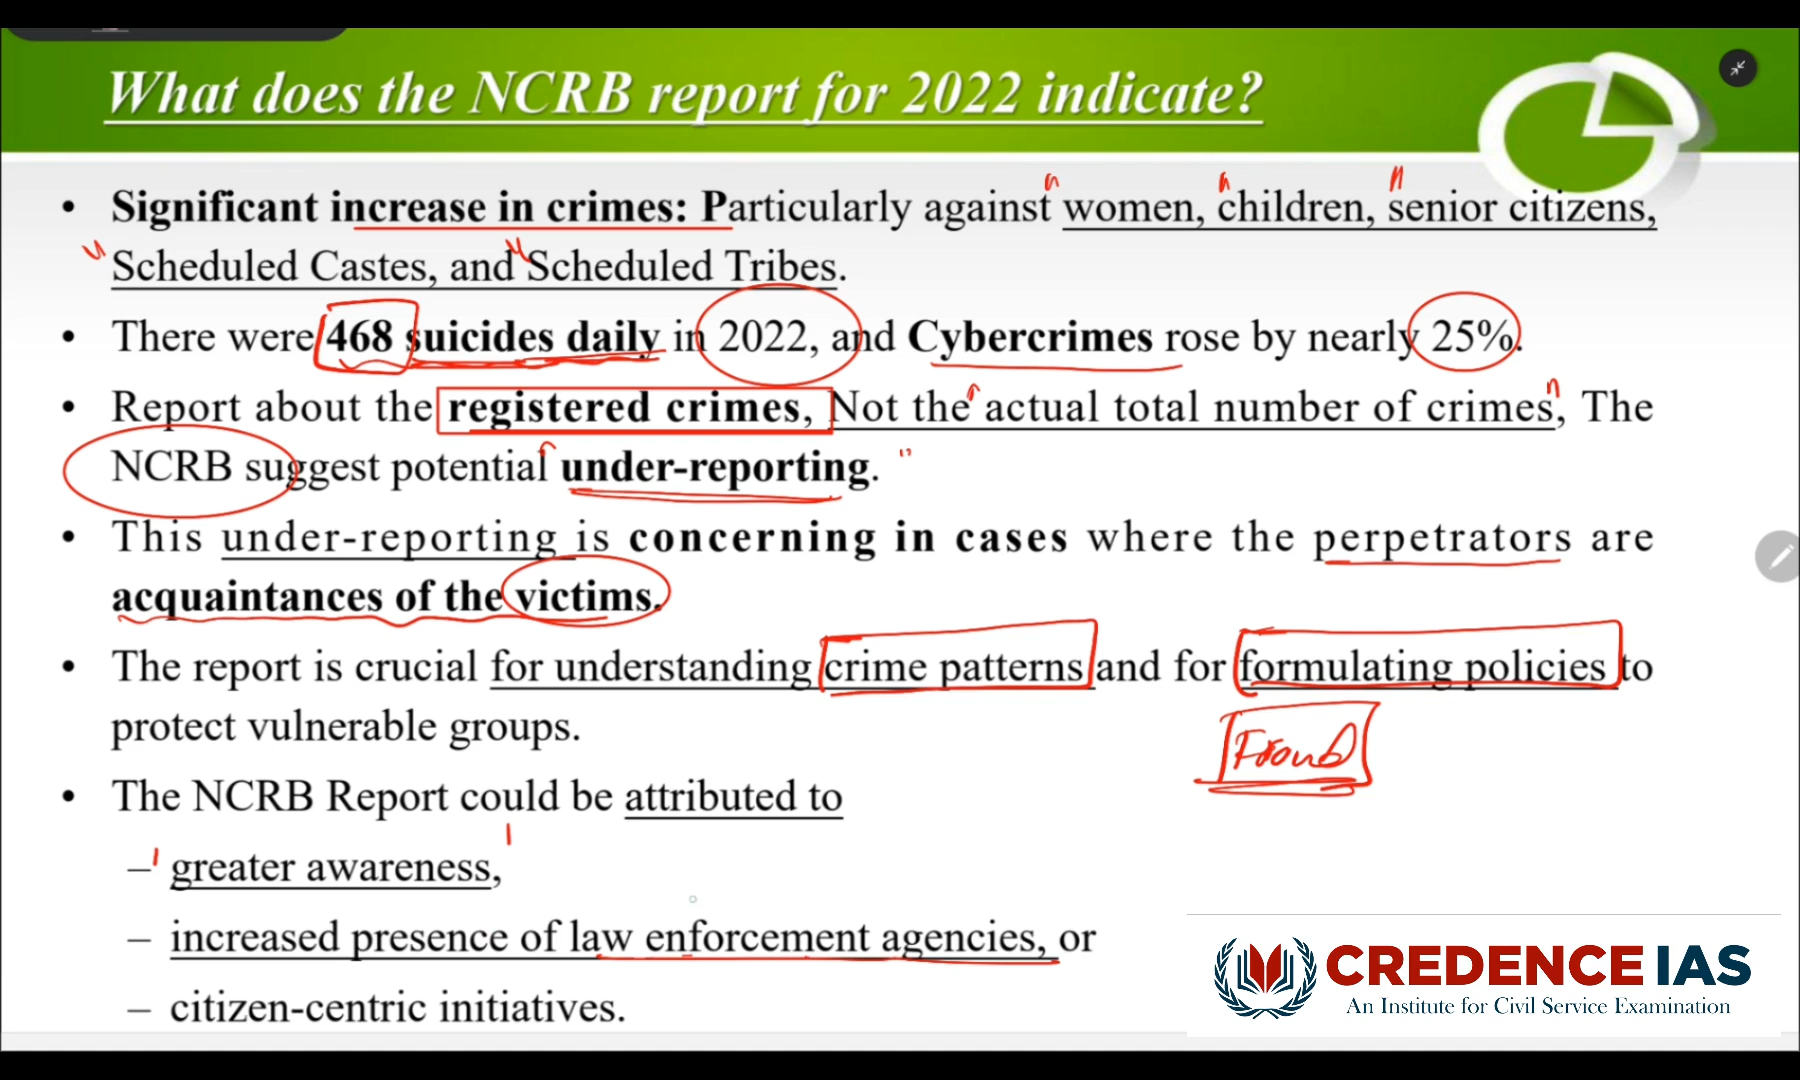 What does the NCRB report for 2022 indicate?
• Significant increase in crimes: Particularly against women, children, senior citizens,
Scheduled Castes, and Scheduled Tribes.
• There were 468 suicides daily in 2022, and Cybercrimes rose by nearly 25%.
• Report about the registered crimes, Not the actual total number of crimes, The
NCRB suggest potential under-reporting.
• This under-reporting is concerning in cases where the perpetrators are
acquaintances of the victims.
• The report is crucial for understanding crime patterns and for formulating policies to
protect vulnerable groups.
Fraud
• The NCRB Report could be attributed to
– greater awareness,
– increased presence of law enforcement agencies, or
– citizen-centric initiatives.
CREDENCE IAS
An Institute for Civil Service Examination